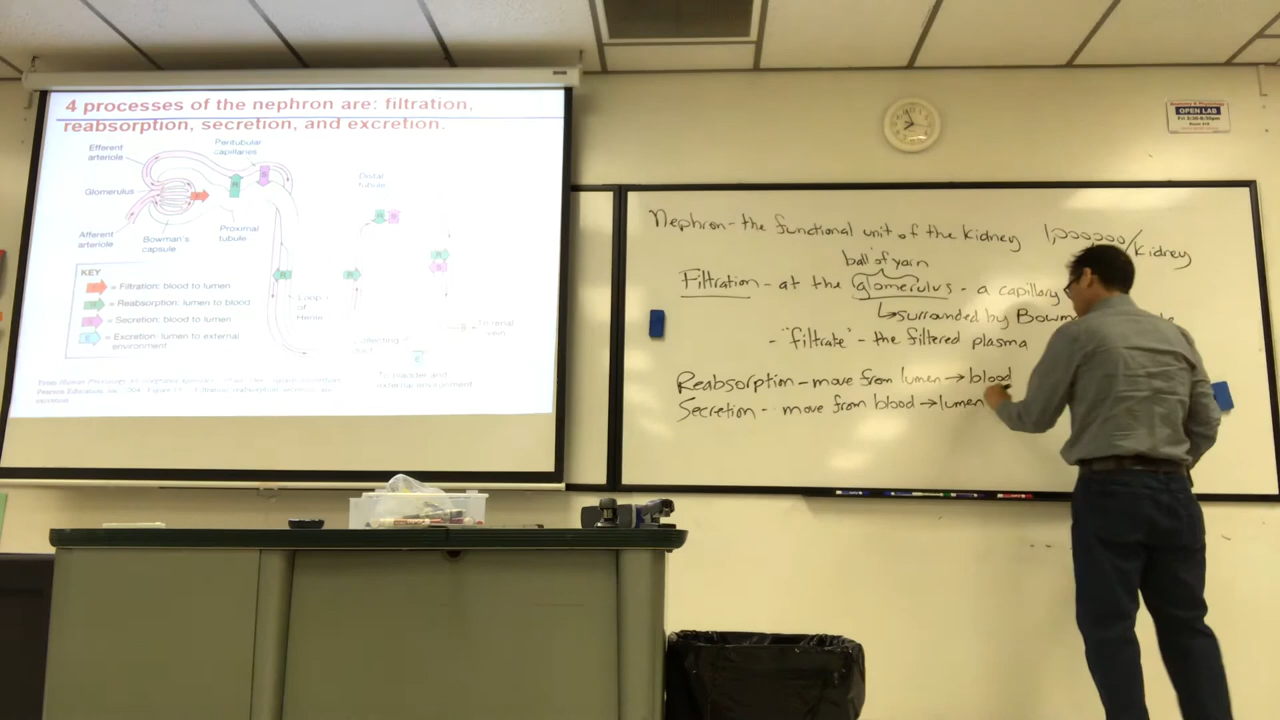 4 processes of the nephron are: filtration,
reabsorption, secretion, and excretion.
Efferent
arteriole
Peritubular
capillaries
Glomerulus
Afferent
arteriole
Bowman's
capsule
Proximal
tubule
Distal
tubule
R
S
R
S
R
R
R
S
E
Loop
of
Henle
Collecting
duct
To renal
vein
To bladder and
external environment
KEY
= Filtration: blood to lumen
= Reabsorption: lumen to blood
= Secretion: blood to lumen
= Excretion: lumen to external
environment
OPEN LAB
Nephron - the functional unit of the kidney 1,000,000/kidney
ball of yarn
Filtration - at the glomerulus - a capillary
surrounded by Bowm
- "filtrate" - the filtered plasma
Reabsorption - move from lumen → blood
Secretion - move from blood → lumen